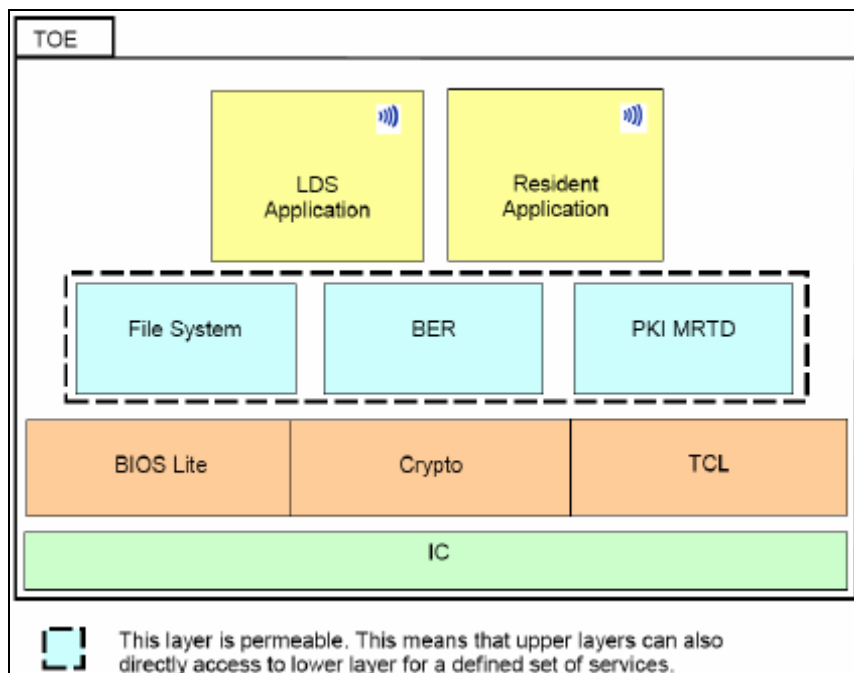 TOE
LDS
Application
Resident
Application
File System
BER
PKI MRTD
BIOS Lite
Crypto
TCL
IC
This layer is permeable. This means that upper layers can also
directly access to lower layer for a defined set of services.